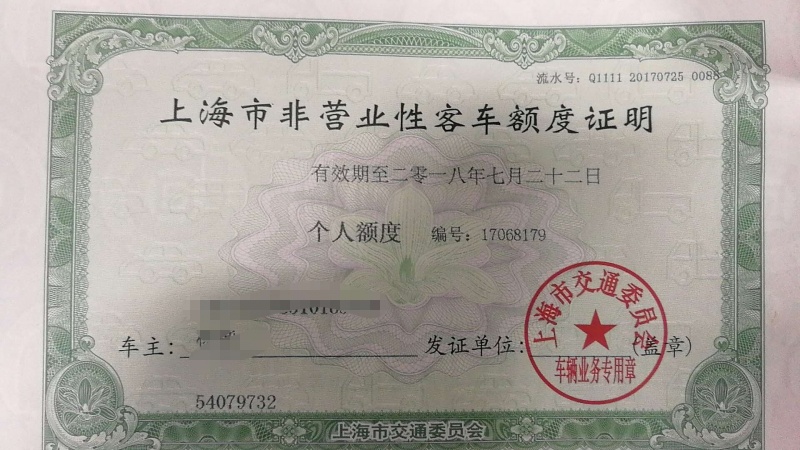 流水号：Q1111 20170725 0088
上海市非营业性客车额度证明
有效期至二零一八年七月二十二日
个人额度 编号：17068179
车主： 发证单位： (盖章)
上海市交通委员会
车辆业务专用章
54079732
上海市交通委员会